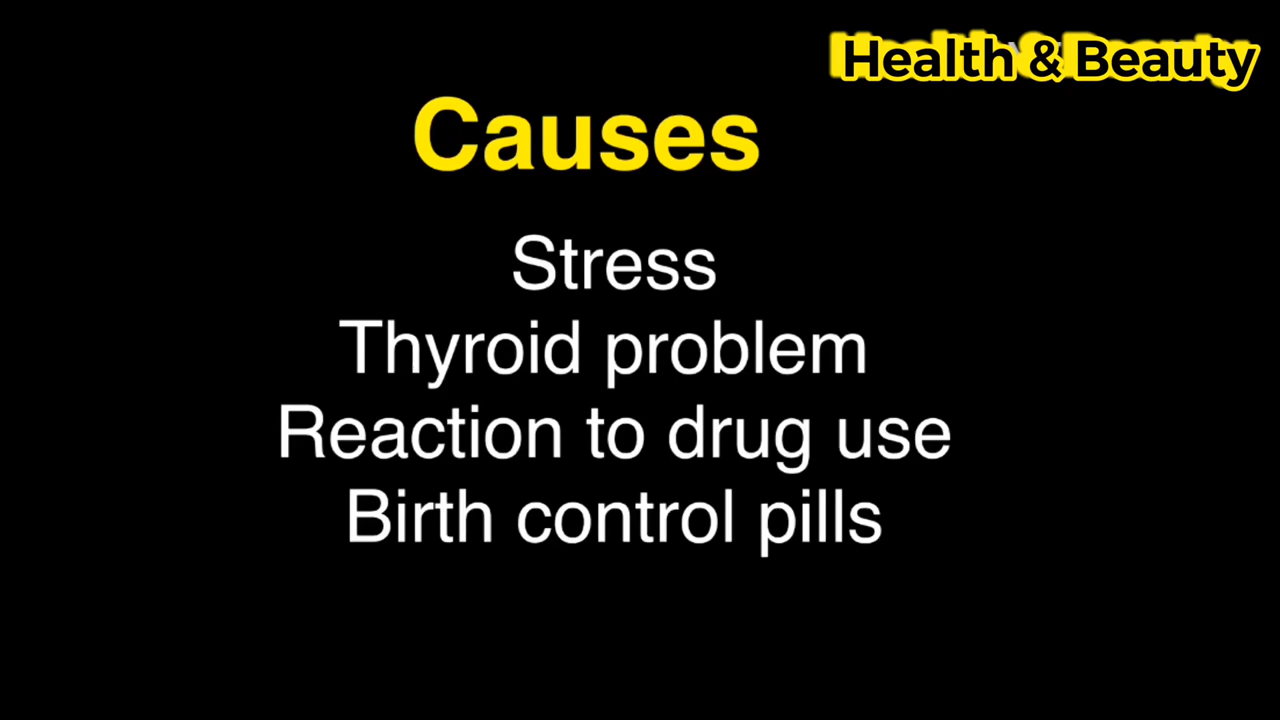 Health & Beauty
Causes
Stress
Thyroid problem
Reaction to drug use
Birth control pills